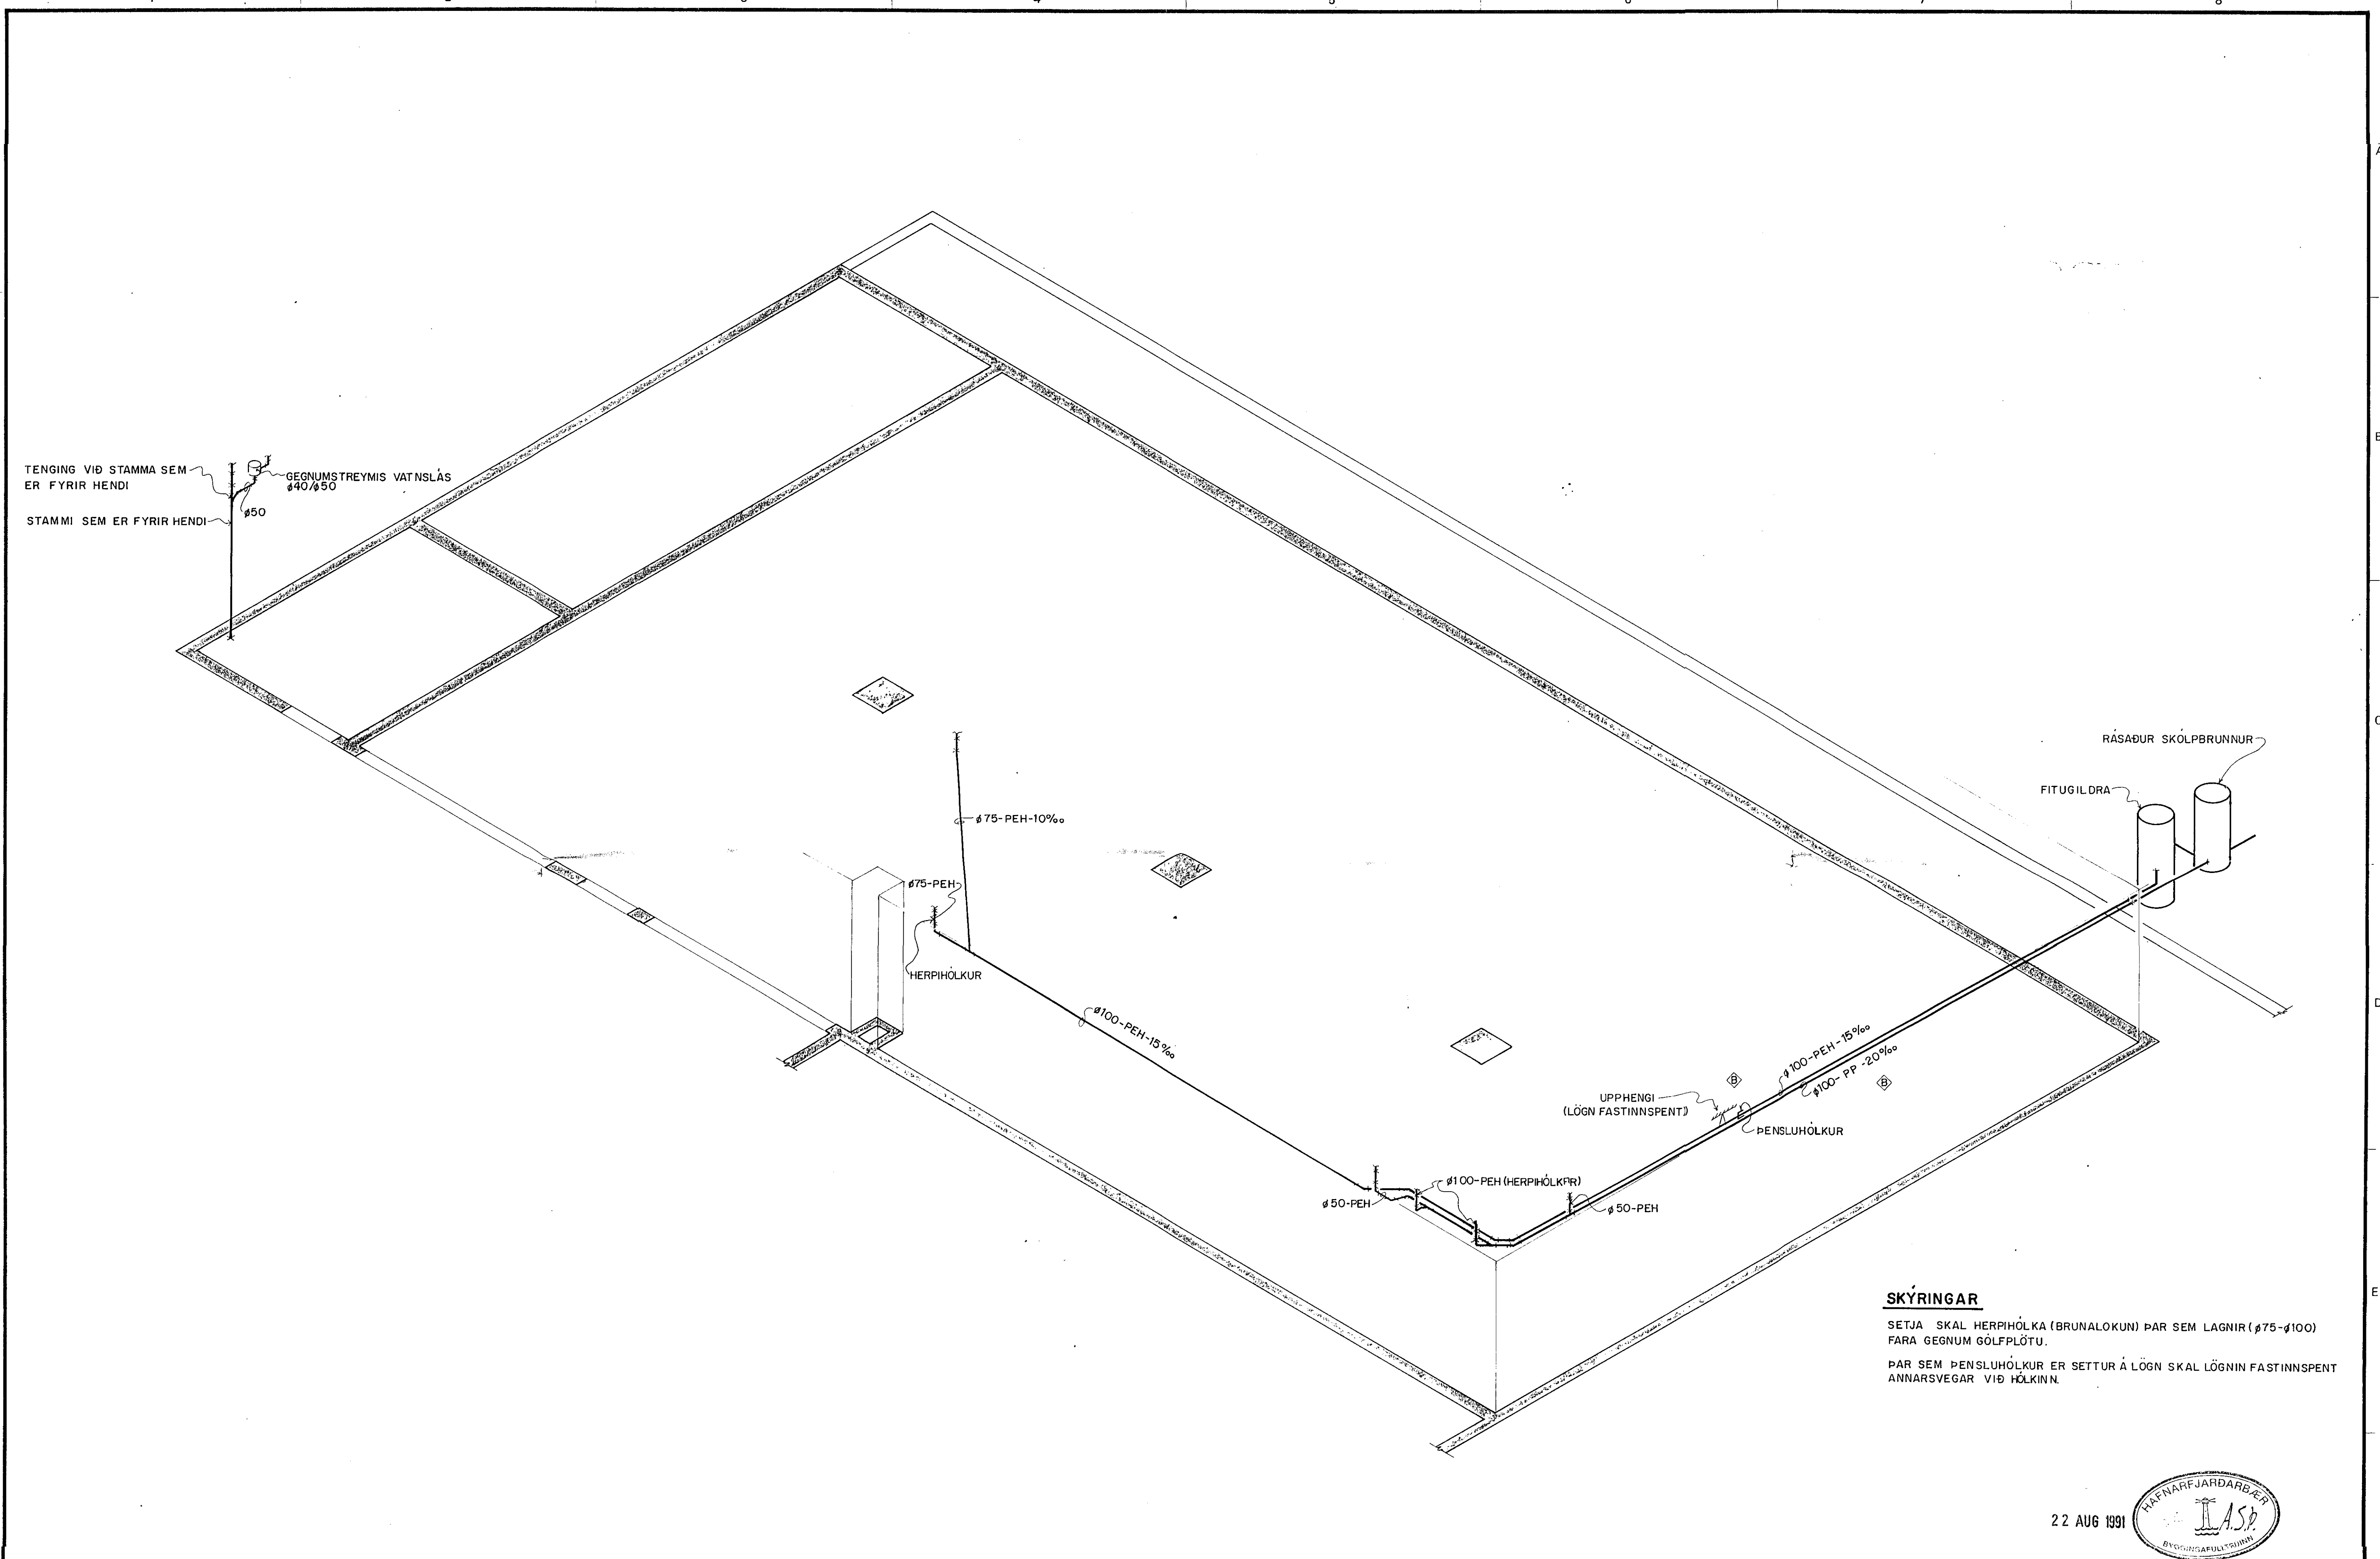 TENGING VIÐ STAMMA SEM
ER FYRIR HENDI
GEGNUMSTREYMIS VATNSLÁS
ø40/ø50
ø50
STAMMI SEM ER FYRIR HENDI
RÁSAÐUR SKÓLPBRUNNUR
FITUGILDRA
ø75-PEH-10‰
ø75-PEH
HERPIHÓLKUR
ø100-PEH-15‰
ø100-PEH-15‰
ø100-PP-20‰
B
B
UPPHENGI
(LÖGN FASTINNSPENT)
ÞENSLUHÓLKUR
ø100-PEH (HERPIHÓLKAR)
ø50-PEH
ø50-PEH
SKÝRINGAR
SETJA SKAL HERPIHÓLKA (BRUNALOKUN) ÞAR SEM LAGNIR (ø75-ø100)
FARA GEGNUM GÓLFPLÖTU.
ÞAR SEM ÞENSLUHÓLKUR ER SETTUR Á LÖGN SKAL LÖGNIN FASTINNSPENT
ANNARSVEGAR VIÐ HÓLKINN.
22 AUG 1991
HAFNARFJARÐARBÆR
A.S.Þ.
BYGGINGAFULLTRÚINN